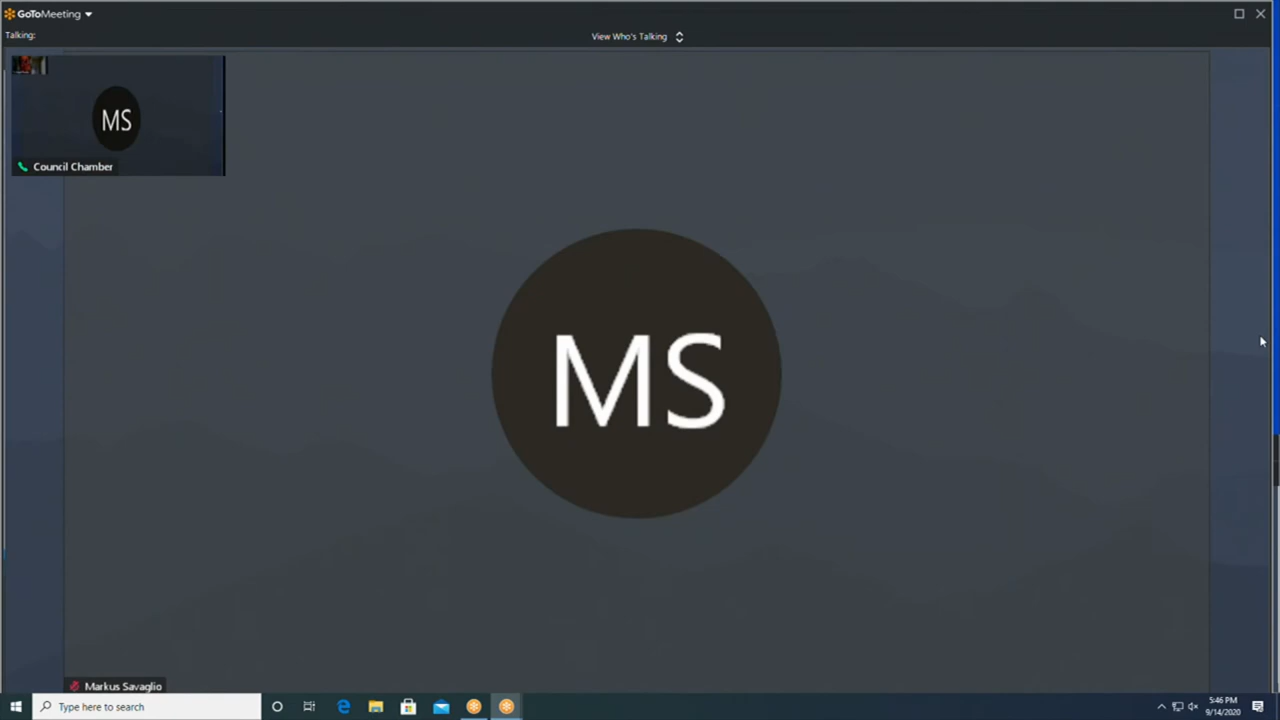 GoToMeeting
Talking:
View Who's Talking
MS
Council Chamber
MS
Markus Savaglio
Type here to search
5:46 PM
9/14/2020